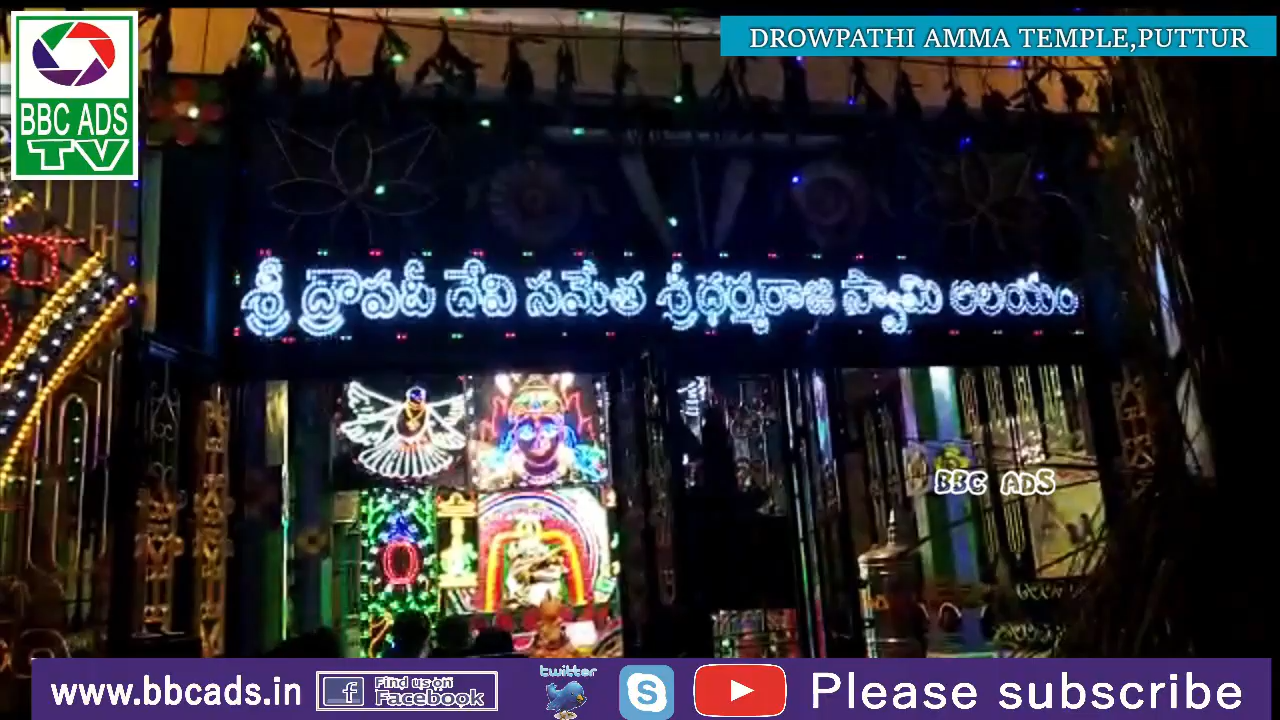 DROWPATHI AMMA TEMPLE,PUTTUR
BBC ADS
TV
శ్రీ ద్రౌపది దేవి సమేత శ్రీధర్మరాజ స్వామి ఆలయం
BBC ADS
www.bbcads.in
f Find us on
Facebook
twitter
S
Please subscribe